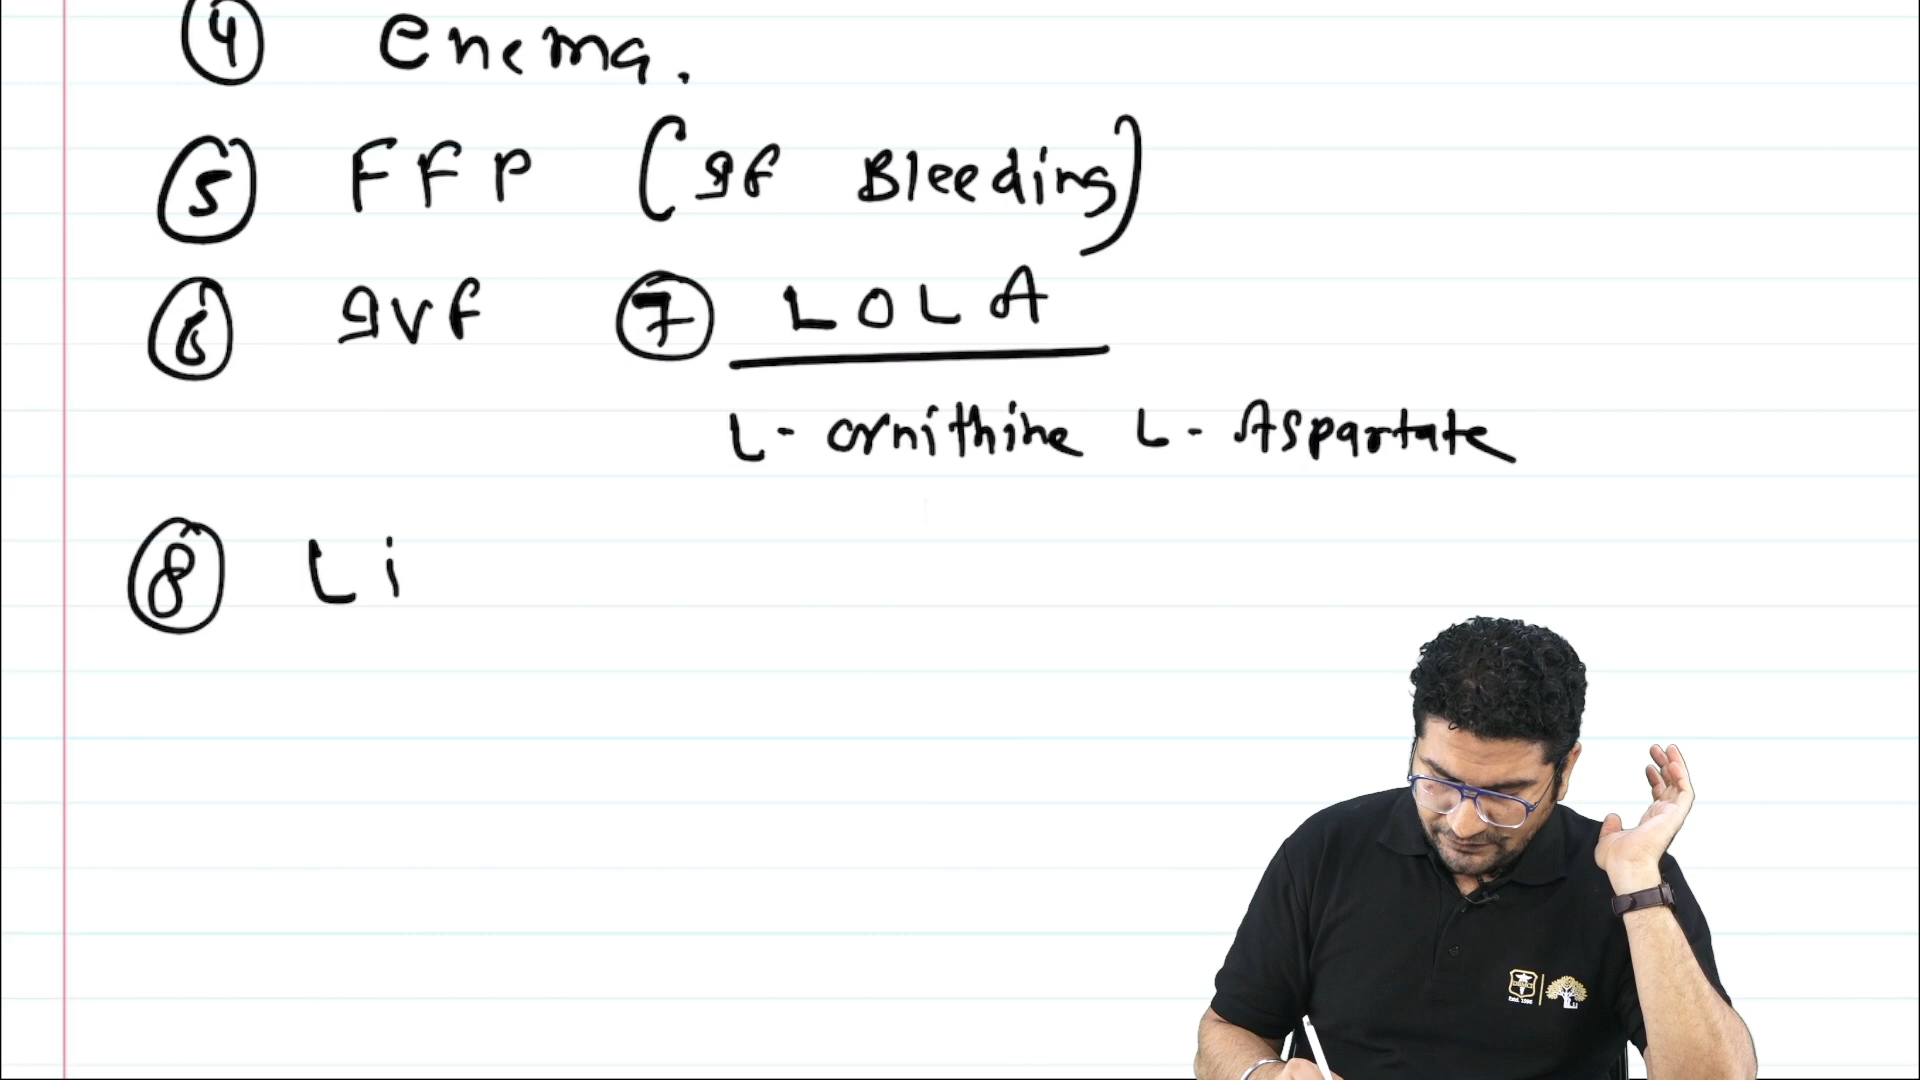 4 Enema.
5 FFP (If Bleeding)
6 IVF 7 LOLA
L- ornithine L- Aspartate
8 Li